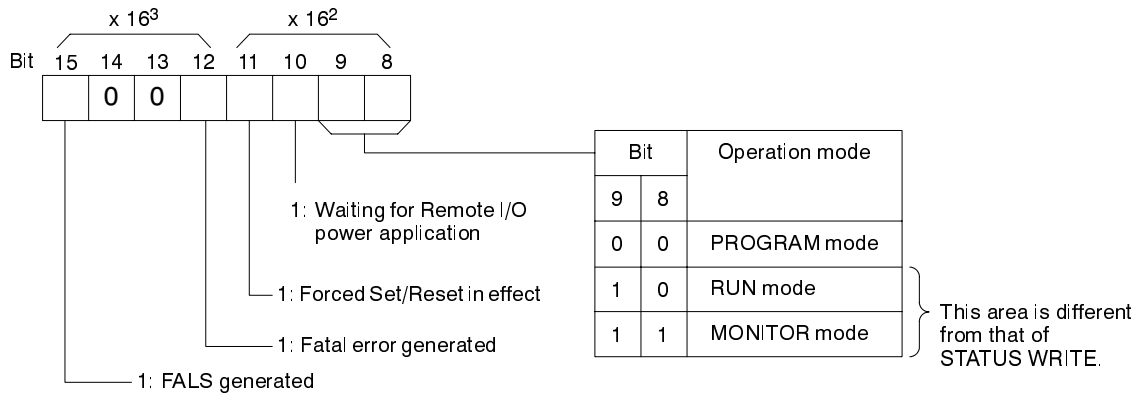 x 16³ x 16²
Bit 15 14 13 12 11 10 9 8
0 0
Bit Operation mode
9 8
0 0 PROGRAM mode
1 0 RUN mode
1 1 MONITOR mode
This area is different
from that of
STATUS WRITE.
1: Waiting for Remote I/O
power application
1: Forced Set/Reset in effect
1: Fatal error generated
1: FALS generated